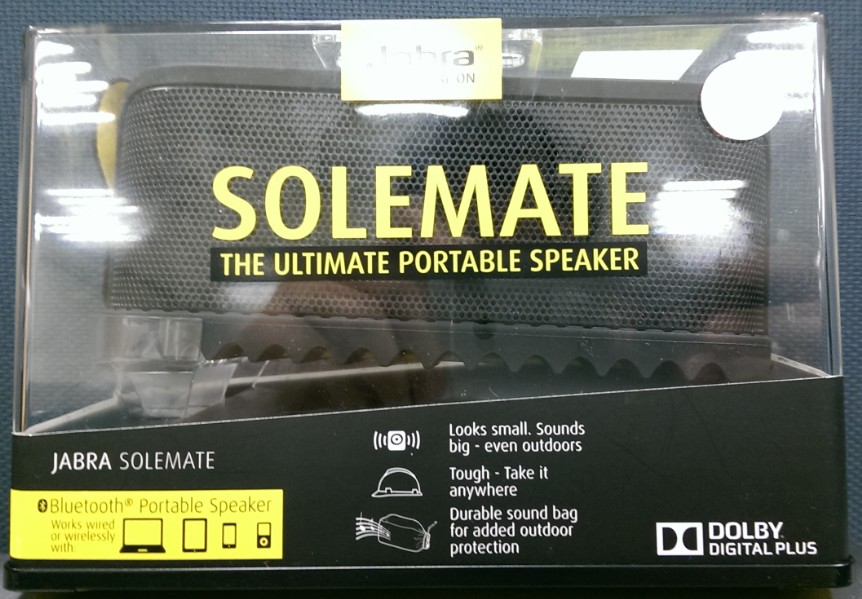 Jabra®
SOLEMATE
THE ULTIMATE PORTABLE SPEAKER
JABRA SOLEMATE
Bluetooth® Portable Speaker
Works wired
or wirelessly
with:
Looks small. Sounds
big - even outdoors
Tough - Take it
anywhere
Durable sound bag
for added outdoor
protection
DOLBY
DIGITAL PLUS